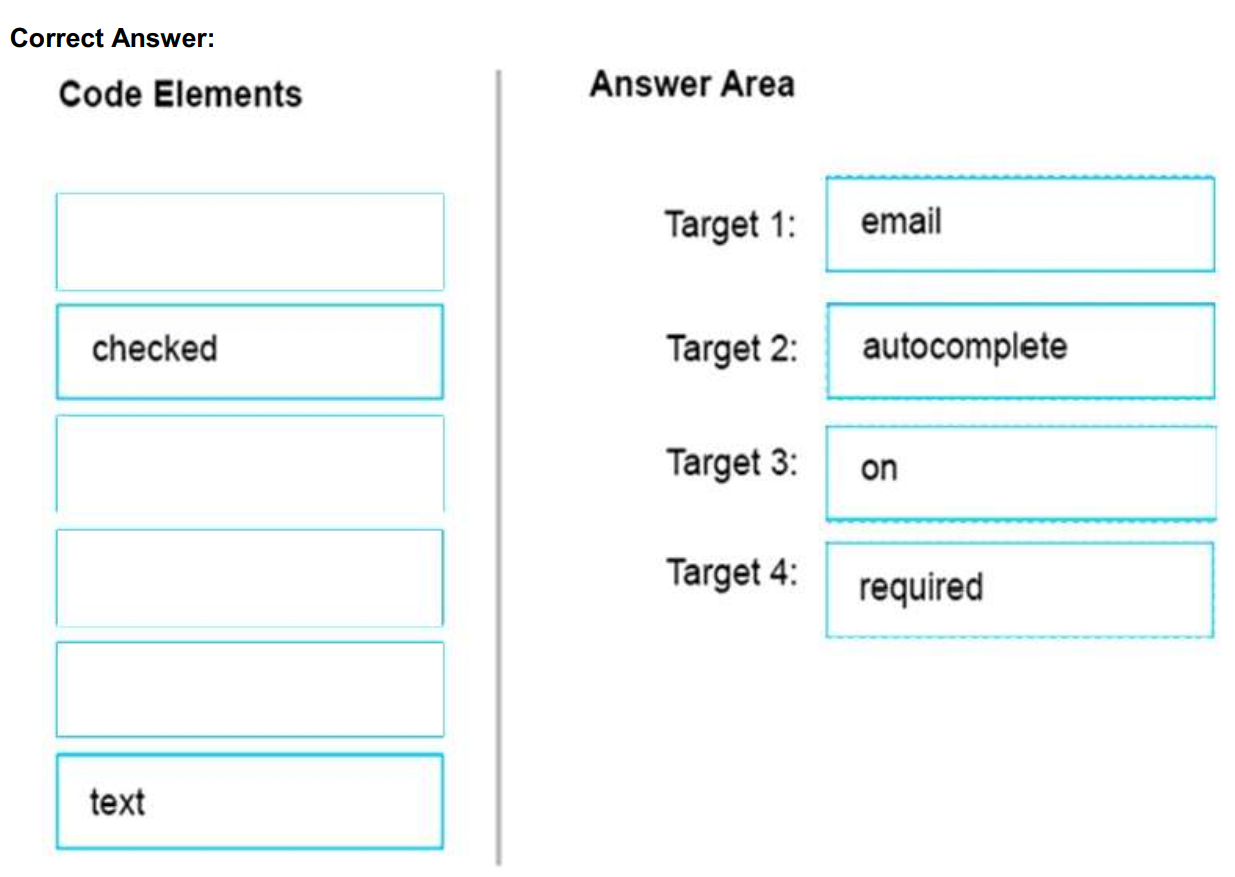 Correct Answer:
Code Elements
Answer Area
checked
text
Target 1: email
Target 2: autocomplete
Target 3: on
Target 4: required